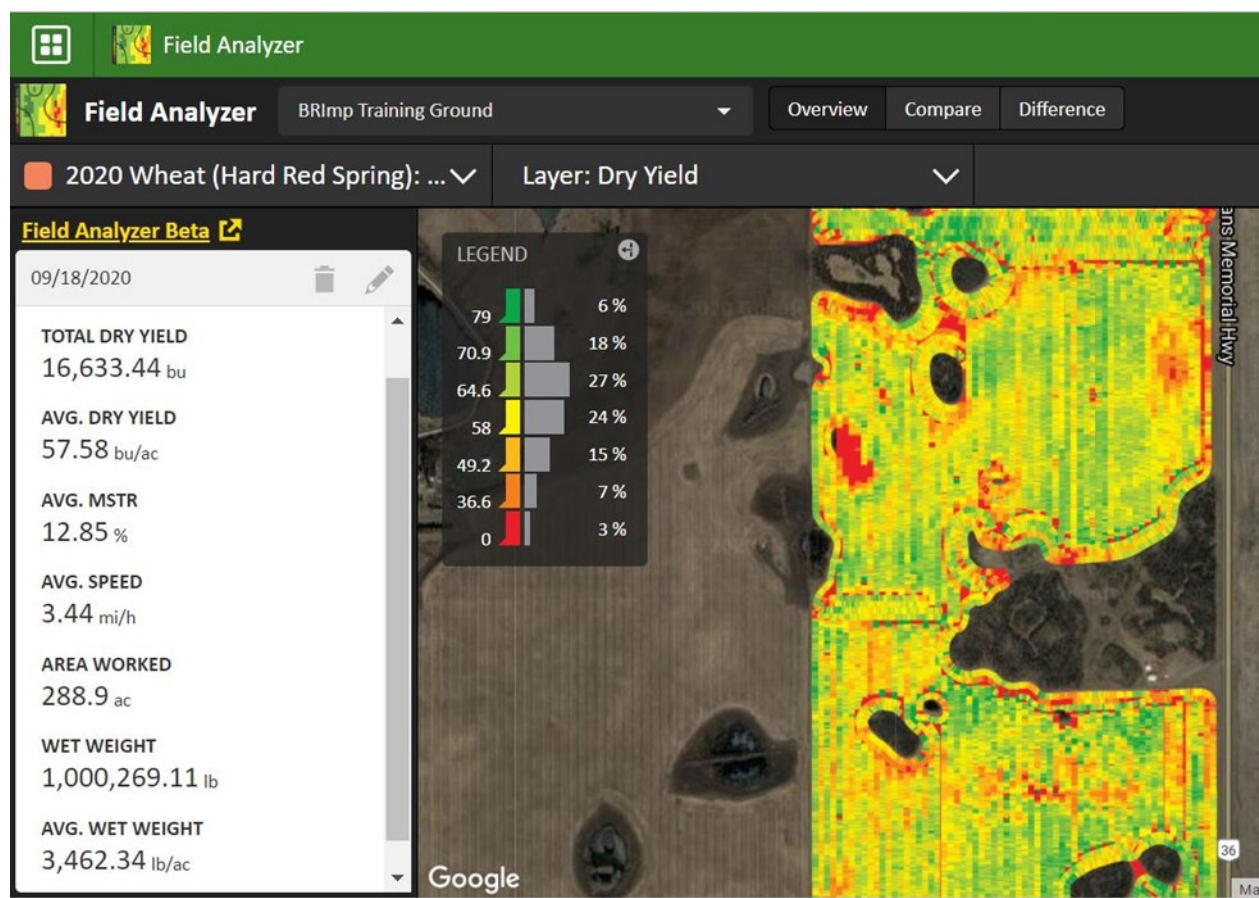 Field Analyzer
Field Analyzer
BRImp Training Ground
Overview
Compare
Difference
2020 Wheat (Hard Red Spring): ...
Layer: Dry Yield
Field Analyzer Beta
09/18/2020
TOTAL DRY YIELD
16,633.44 bu
AVG. DRY YIELD
57.58 bu/ac
AVG. MSTR
12.85 %
AVG. SPEED
3.44 mi/h
AREA WORKED
288.9 ac
WET WEIGHT
1,000,269.11 lb
AVG. WET WEIGHT
3,462.34 lb/ac
LEGEND
79 6 %
70.9 18 %
64.6 27 %
58 24 %
49.2 15 %
36.6 7 %
0 3 %
ans Memorial Hwy
36
Google
Ma